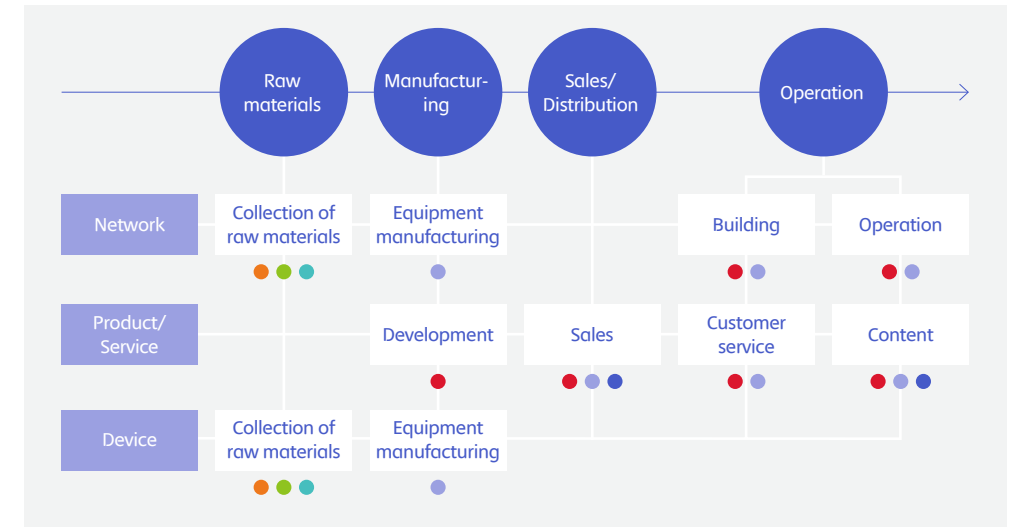 Raw
materials
Manufactur-
ing
Sales/
Distribution
Operation
Network
Collection of
raw materials
Equipment
manufacturing
Building
Operation
Product/
Service
Development
Sales
Customer
service
Content
Device
Collection of
raw materials
Equipment
manufacturing